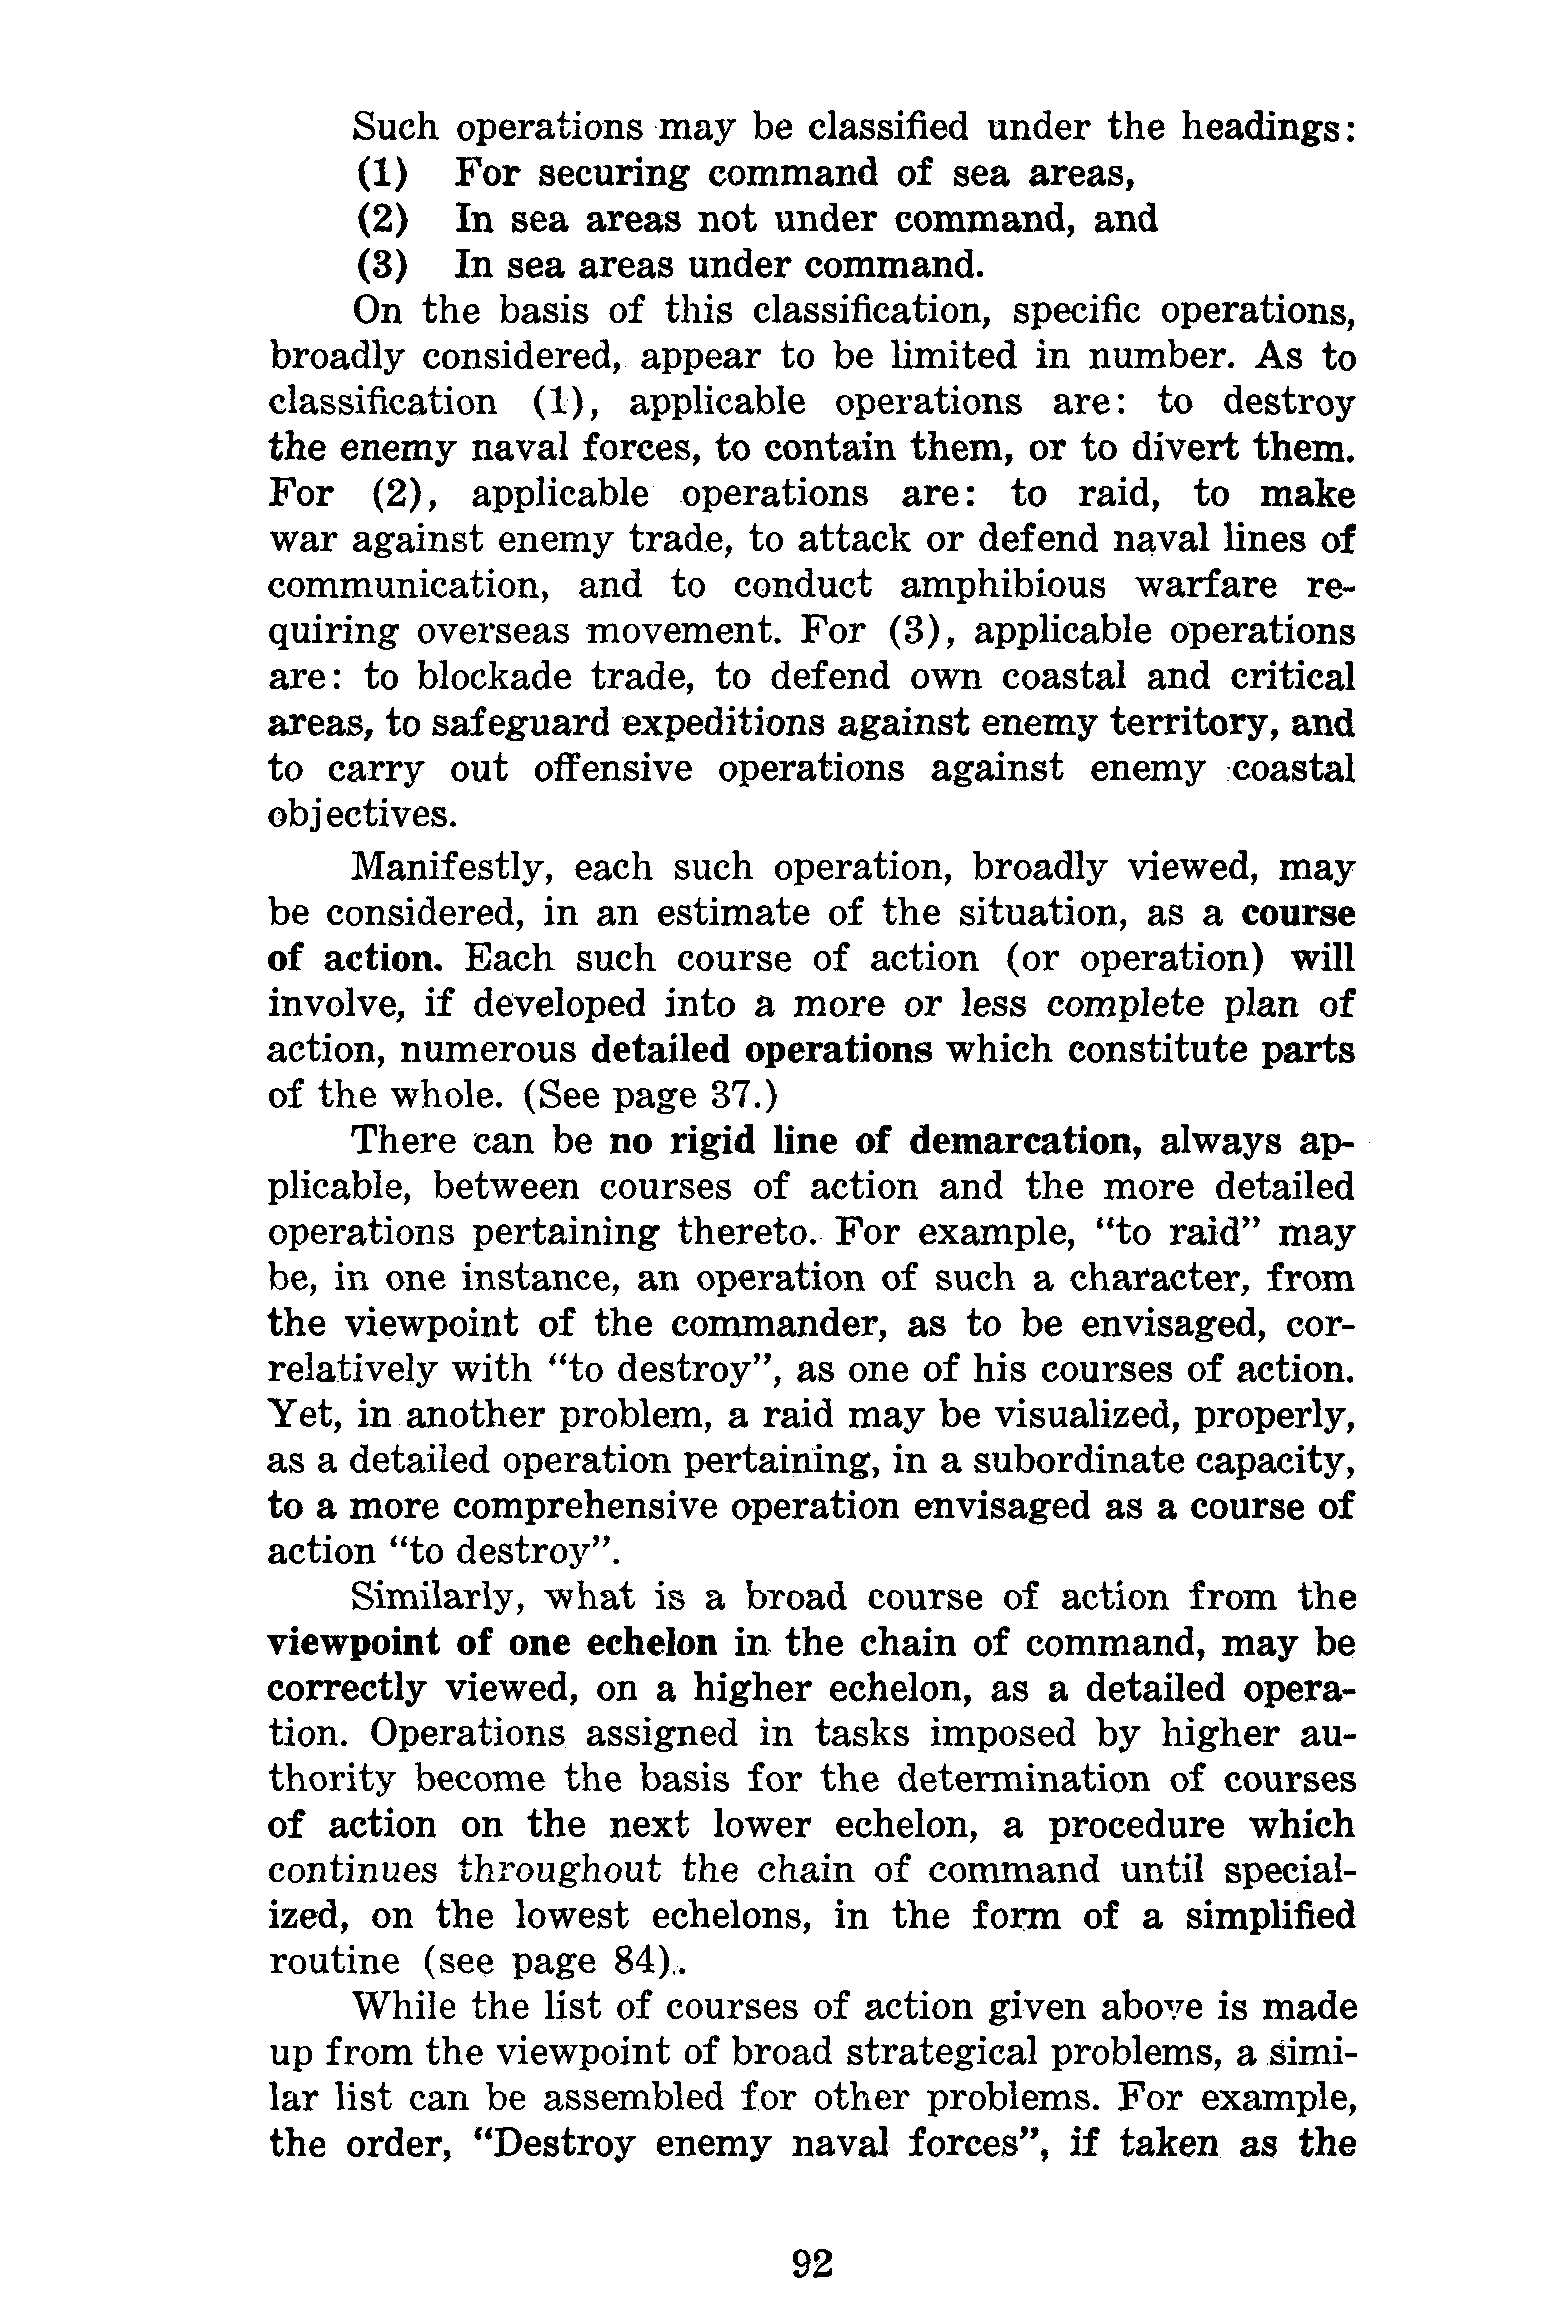 Such operations may be classified under the headings:
(1) For securing command of sea areas,
(2) In sea areas not under command, and
(3) In sea areas under command.
On the basis of this classification, specific operations,
broadly considered, appear to be limited in number. As to
classification (1), applicable operations are: to destroy
the enemy naval forces, to contain them, or to divert them.
For (2), applicable operations are: to raid, to make
war against enemy trade, to attack or defend naval lines of
communication, and to conduct amphibious warfare re-
quiring overseas movement. For (3), applicable operations
are: to blockade trade, to defend own coastal and critical
areas, to safeguard expeditions against enemy territory, and
to carry out offensive operations against enemy coastal
objectives.
Manifestly, each such operation, broadly viewed, may
be considered, in an estimate of the situation, as a course
of action. Each such course of action (or operation) will
involve, if developed into a more or less complete plan of
action, numerous detailed operations which constitute parts
of the whole. (See page 37.)
There can be no rigid line of demarcation, always ap-
plicable, between courses of action and the more detailed
operations pertaining thereto. For example, “to raid” may
be, in one instance, an operation of such a character, from
the viewpoint of the commander, as to be envisaged, cor-
relatively with “to destroy”, as one of his courses of action.
Yet, in another problem, a raid may be visualized, properly,
as a detailed operation pertaining, in a subordinate capacity,
to a more comprehensive operation envisaged as a course of
action “to destroy”.
Similarly, what is a broad course of action from the
viewpoint of one echelon in the chain of command, may be
correctly viewed, on a higher echelon, as a detailed opera-
tion. Operations assigned in tasks imposed by higher au-
thority become the basis for the determination of courses
of action on the next lower echelon, a procedure which
continues throughout the chain of command until special-
ized, on the lowest echelons, in the form of a simplified
routine (see page 84).
While the list of courses of action given above is made
up from the viewpoint of broad strategical problems, a simi-
lar list can be assembled for other problems. For example,
the order, “Destroy enemy naval forces”, if taken as the
92